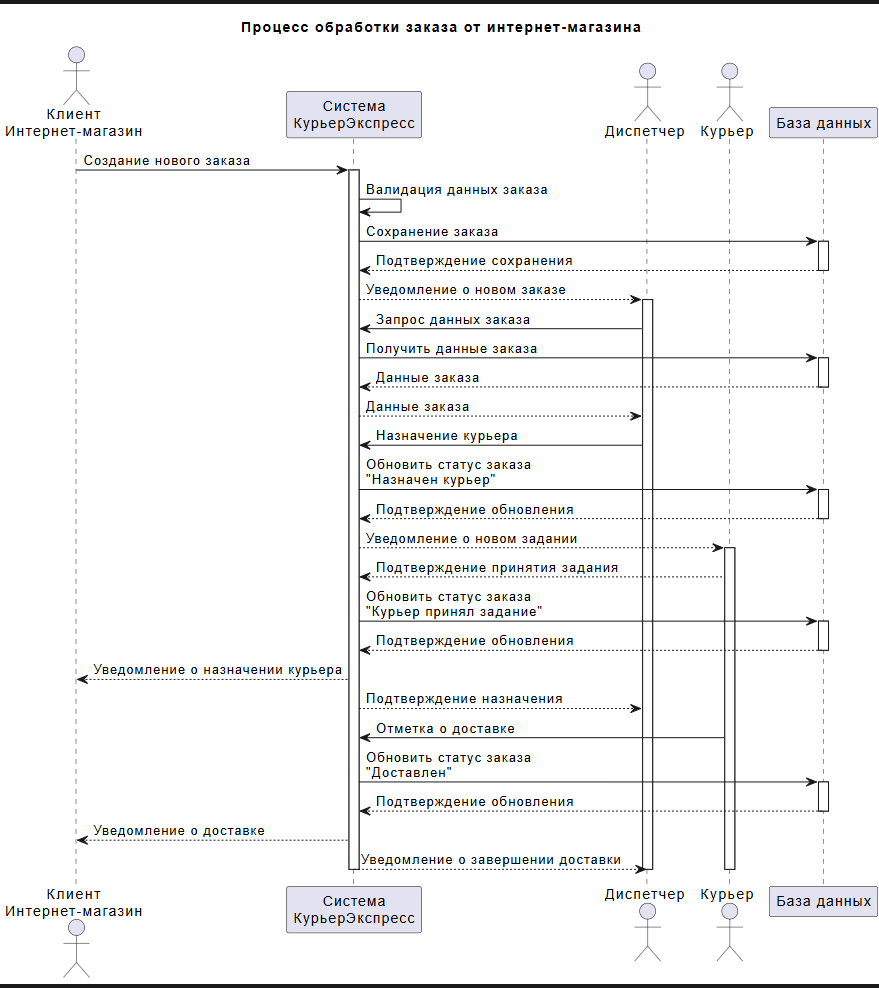 Процесс обработки заказа от интернет-магазина
Клиент
Интернет-магазин
Система
КурьерЭкспресс
Диспетчер
Курьер
База данных
Создание нового заказа
Валидация данных заказа
Сохранение заказа
Подтверждение сохранения
Уведомление о новом заказе
Запрос данных заказа
Получить данные заказа
Данные заказа
Данные заказа
Назначение курьера
Обновить статус заказа
"Назначен курьер"
Подтверждение обновления
Уведомление о новом задании
Подтверждение принятия задания
Обновить статус заказа
"Курьер принял задание"
Подтверждение обновления
Уведомление о назначении курьера
Подтверждение назначения
Отметка о доставке
Обновить статус заказа
"Доставлен"
Подтверждение обновления
Уведомление о доставке
Уведомление о завершении доставки
Клиент
Интернет-магазин
Система
КурьерЭкспресс
Диспетчер
Курьер
База данных